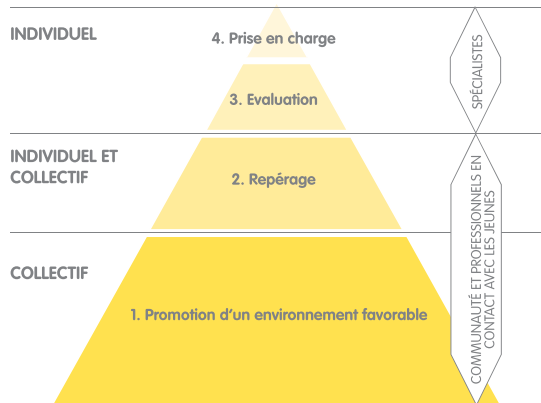 INDIVIDUEL
4. Prise en charge
SPÉCIALISTES
3. Evaluation
INDIVIDUEL ET
COLLECTIF
2. Repérage
COLLECTIF
1. Promotion d’un environnement favorable
COMMUNAUTÉ ET PROFESSIONNELS EN
CONTACT AVEC LES JEUNES